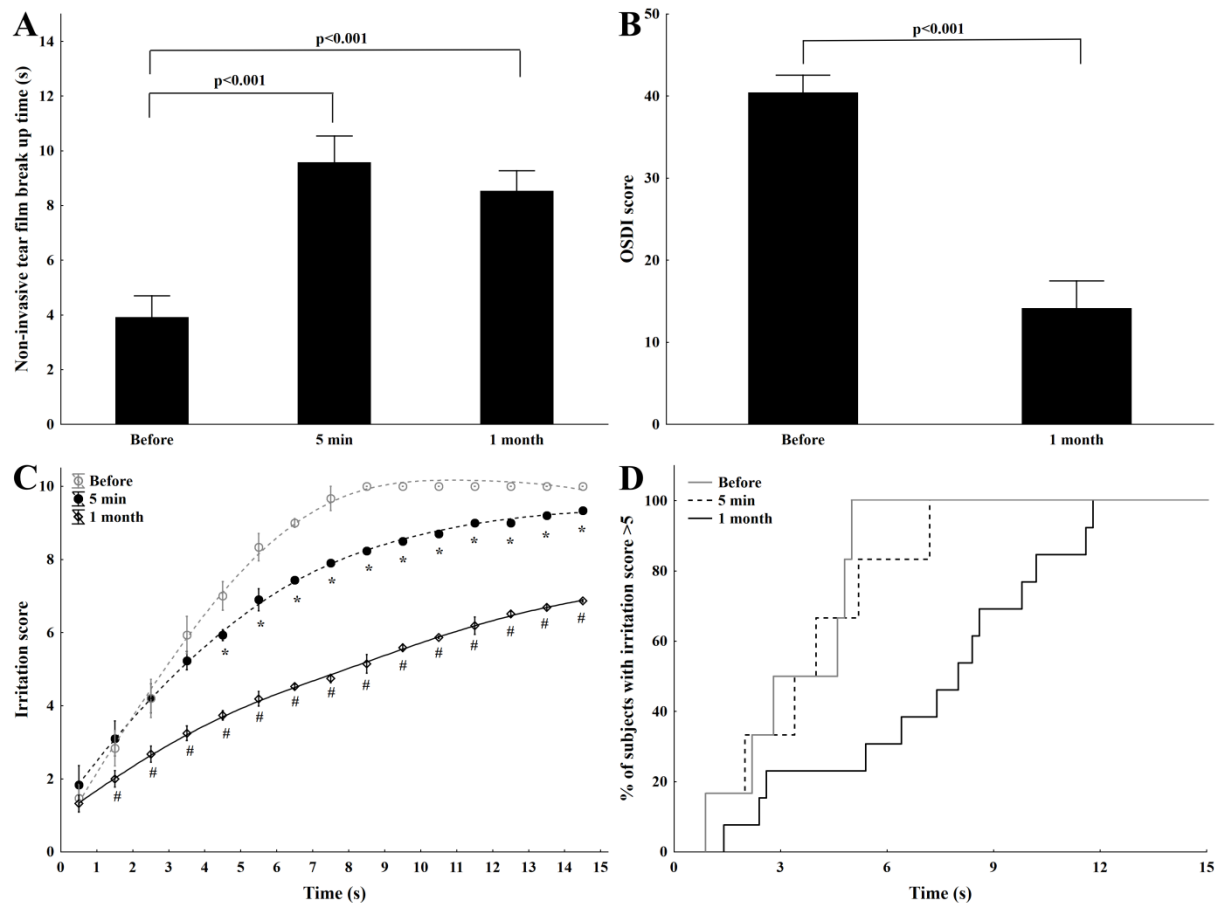 A
Non-invasive tear film break up time (s)
14
12
10
8
6
4
2
0
p<0.001
p<0.001
Before 5 min 1 month
B
OSDI score
50
40
30
20
10
0
p<0.001
Before 1 month
C
Irritation score
10
8
6
4
2
0
Before
5 min
1 month
* * * * * * * * * * *
# # # # # # # # # # # # # #
0 1 2 3 4 5 6 7 8 9 10 11 12 13 14 15
Time (s)
D
% of subjects with irritation score >5
100
80
60
40
20
0
Before
5 min
1 month
0 3 6 9 12 15
Time (s)